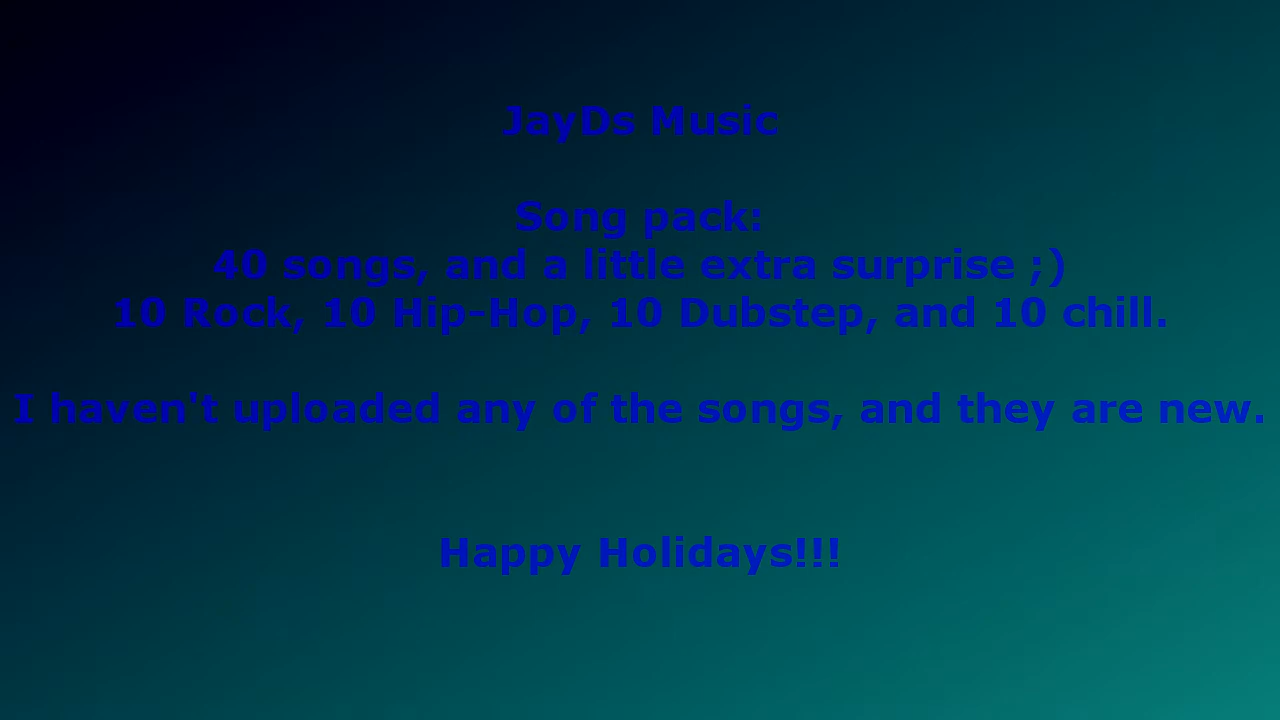 JayDs Music
Song pack:
40 songs, and a little extra surprise ;)
10 Rock, 10 Hip-Hop, 10 Dubstep, and 10 chill.
I haven't uploaded any of the songs, and they are new.
Happy Holidays!!!